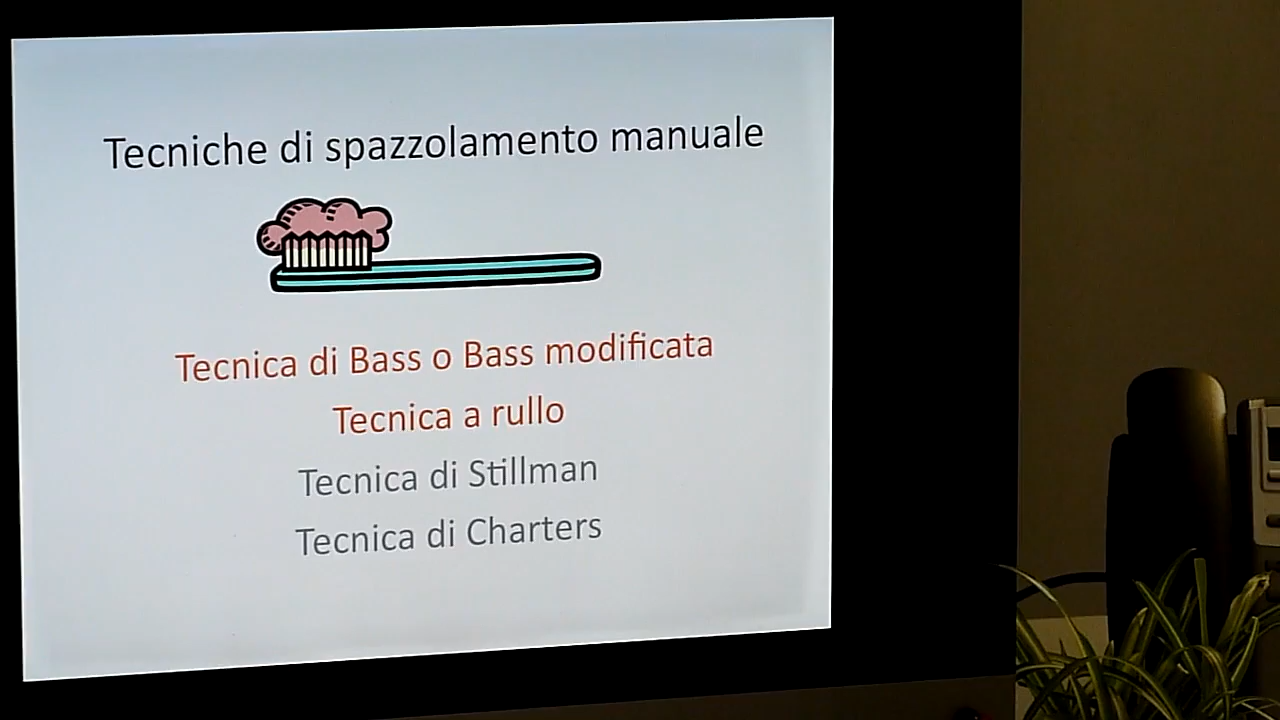 Tecniche di spazzolamento manuale
Tecnica di Bass o Bass modificata
Tecnica a rullo
Tecnica di Stillman
Tecnica di Charters